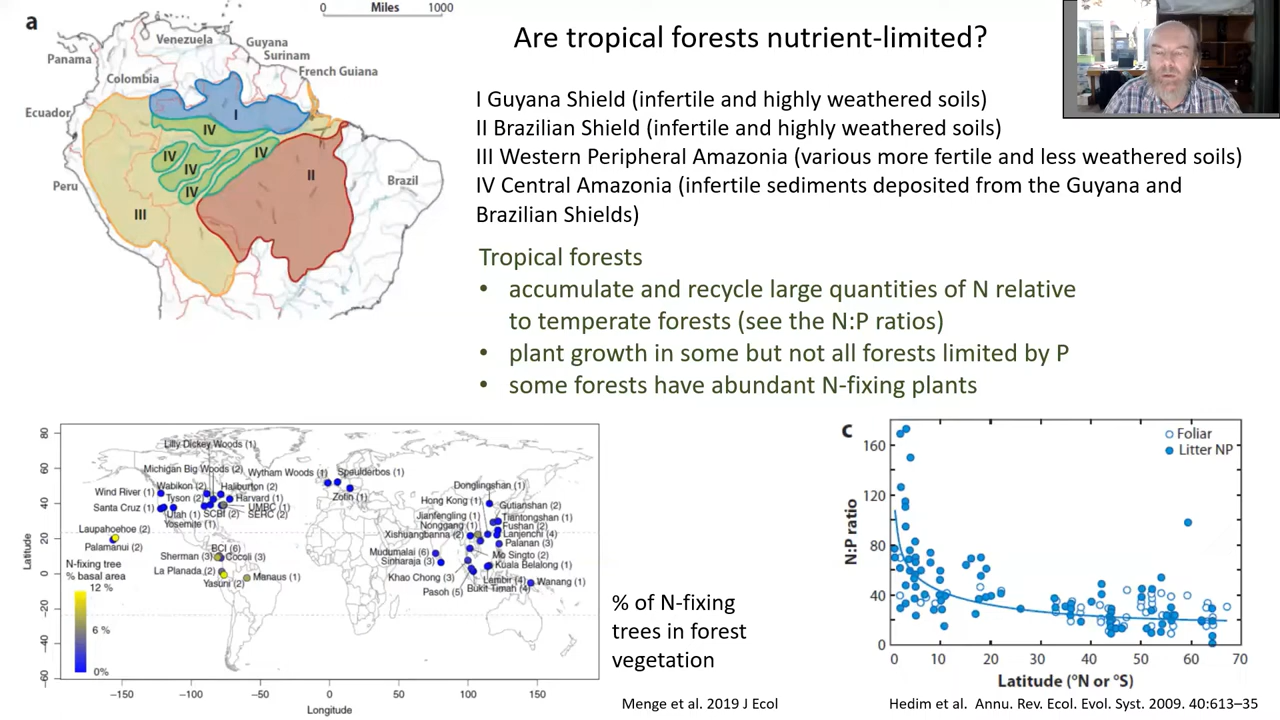 a
Miles 1000
0
Venezuela
Guyana
Surinam
French Guiana
Panama
Colombia
Ecuador
Peru
Brazil
I
IV
IV
IV
IV
IV
II
III
Are tropical forests nutrient-limited?
I Guyana Shield (infertile and highly weathered soils)
II Brazilian Shield (infertile and highly weathered soils)
III Western Peripheral Amazonia (various more fertile and less weathered soils)
IV Central Amazonia (infertile sediments deposited from the Guyana and
Brazilian Shields)
Tropical forests
• accumulate and recycle large quantities of N relative
to temperate forests (see the N:P ratios)
• plant growth in some but not all forests limited by P
• some forests have abundant N-fixing plants
Lilly Dickey Woods (1)
Michigan Big Woods (2)
Wytham Woods (1)
Speulderbos (1)
Wabikon (2)
Haliburton (2)
Zofin (1)
Wind River (1)
Tyson (2)
Harvard (1)
Santa Cruz (1)
Utah (1)
SCBI (2)
UMBC (1)
SERC (2)
Yosemite (1)
Laupahoehoe (2)
Palamanui (2)
BCI (6)
Sherman (3)
Cocoli (3)
La Planada (2)
Manaus (1)
Yasuni (2)
Donglingshan (1)
Hong Kong (1)
Gutianshan (2)
Jianfengling (1)
Tiantongshan (1)
Nonggang (1)
Fushan (2)
Xishuangbanna (2)
Lanjenchi (4)
Palanan (3)
Mudumalai (6)
Mo Singto (2)
Sinharaja (3)
Kuala Belalong (1)
Khao Chong (3)
Lambir (4)
Wanang (1)
Pasoh (5)
Bukit Timah (4)
N-fixing tree
% basal area
12 %
6 %
0%
Latitude
80
60
40
20
0
−20
−40
−60
−150 −100 −50 0 50 100 150
Longitude
% of N-fixing
trees in forest
vegetation
Menge et al. 2019 J Ecol
c
Foliar
Litter NP
N:P ratio
160
120
80
40
0
0 10 20 30 40 50 60 70
Latitude (°N or °S)
Hedim et al. Annu. Rev. Ecol. Evol. Syst. 2009. 40:613–35